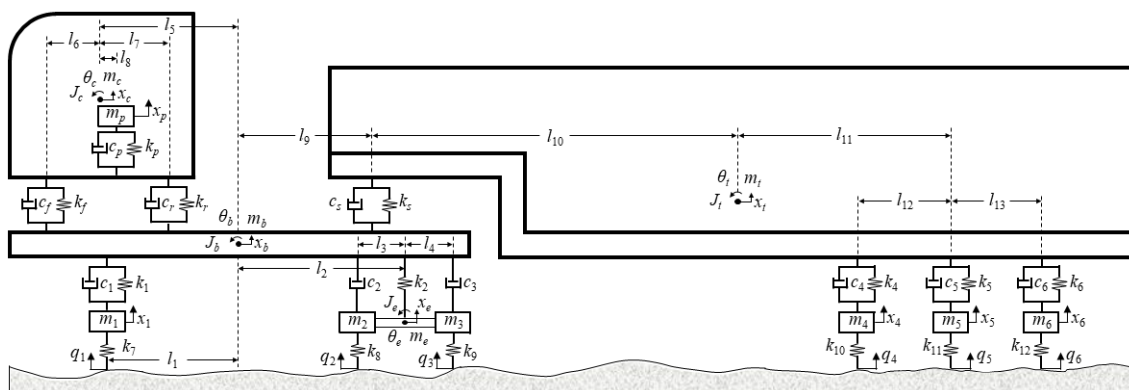 l5
l6 l7
l8
θc mc
Jc xc
mp xp
cp kp
l9 l10 l11
cf kf cr kr
cs ks
θt mt
Jt xt
l12 l13
θb mb
Jb xb
l3 l4
l2
c1 k1
c2 k2 c3
c4 k4 c5 k5 c6 k6
Je xe
m1 x1
m2 m3
θe me
m4 x4 m5 x5 m6 x6
q1 k7 l1
q2 k8 q3 k9
k10 q4 k11 q5 k12 q6